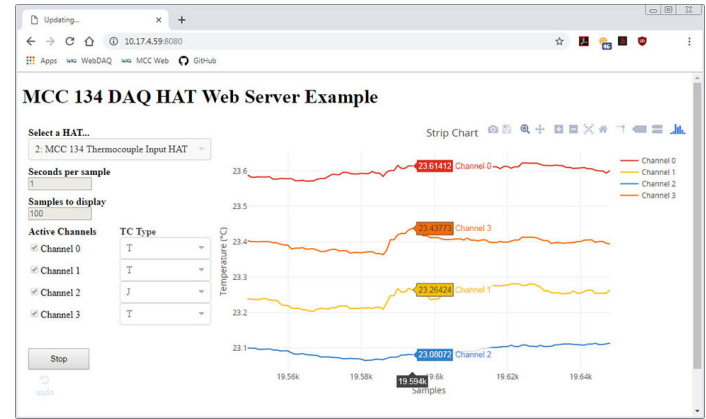 Updating...
10.17.4.59:8080
46
Apps
WebDAQ
MCC Web
GitHub
MCC 134 DAQ HAT Web Server Example
Select a HAT...
2: MCC 134 Thermocouple Input HAT
Seconds per sample
1
Samples to display
100
Active Channels
TC Type
Channel 0
T
Channel 1
T
Channel 2
J
Channel 3
T
Stop
undo
Strip Chart
23.6
23.5
23.4
23.3
23.2
23.1
Temperature (°C)
23.61412 Channel 0
23.43773 Channel 3
23.26424 Channel 1
23.08072 Channel 2
19.56k
19.58k
19.594k
19.6k
19.62k
19.64k
Samples
Channel 0
Channel 1
Channel 2
Channel 3